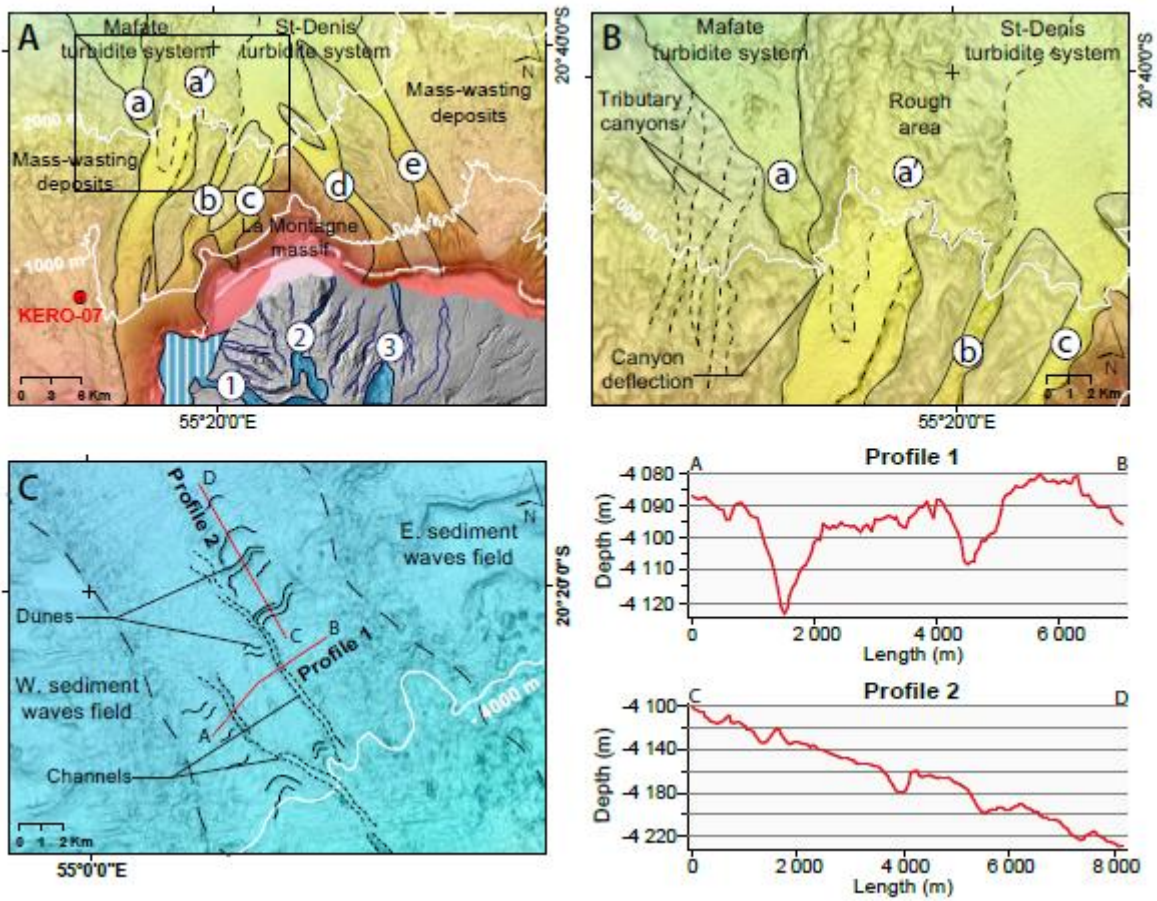 A
Mafate
turbidite system
St-Denis
turbidite system
20°40'0"S
N
a
a'
Mass-wasting
deposits
2000 m
Mass-wasting
deposits
b
c
d
e
La Montagne
massif
1000 m
KERO-07
1
2
3
0 3 6 Km
55°20'0"E
B
Mafate
turbidite system
St-Denis
turbidite system
20°40'0"S
Tributary
canyons
Rough
area
a
a'
2000 m
Canyon
deflection
b
c
N
0 1 2 Km
55°20'0"E
C
D
Profile 2
E. sediment
waves field
N
20°20'0"S
Dunes
C
B
Profile 1
W. sediment
waves field
A
4000 m
Channels
0 1 2 Km
55°0'0"E
Profile 1
A
B
Depth (m)
-4 080
-4 090
-4 100
-4 110
-4 120
0 2 000 4 000 6 000
Length (m)
Profile 2
C
D
Depth (m)
-4 100
-4 140
-4 180
-4 220
0 2 000 4 000 6 000 8 000
Length (m)